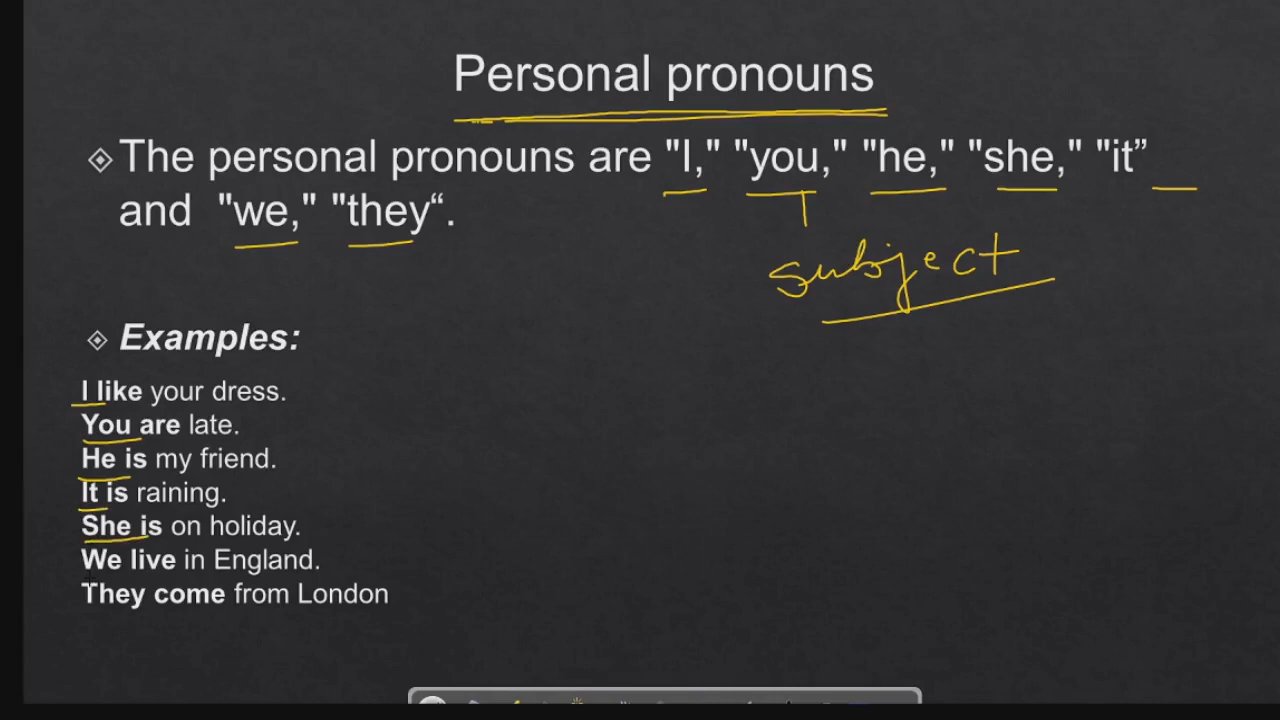 Personal pronouns
The personal pronouns are "I," "you," "he," "she," "it”
and "we," "they“.
subject
Examples:
I like your dress.
You are late.
He is my friend.
It is raining.
She is on holiday.
We live in England.
They come from London